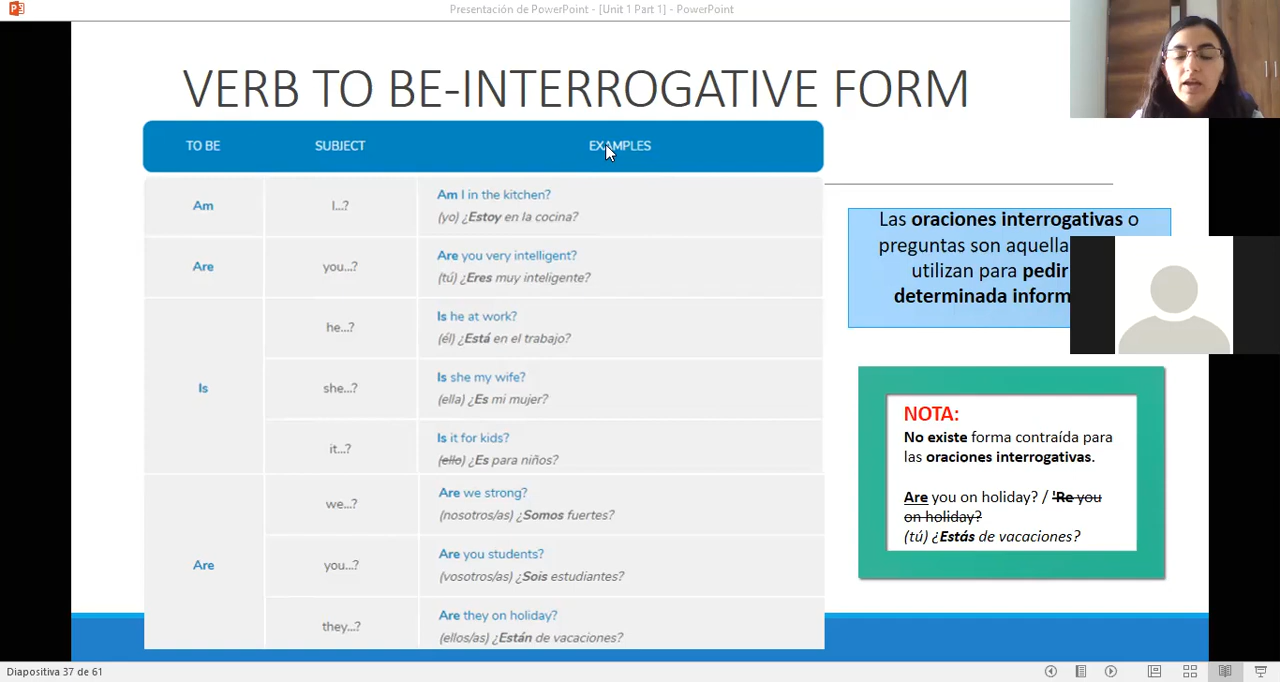 Presentación de PowerPoint - [Unit 1 Part 1] - PowerPoint
VERB TO BE-INTERROGATIVE FORM
TO BE SUBJECT EXAMPLES
Am I...? Am I in the kitchen?
(yo) ¿Estoy en la cocina?
Are you...? Are you very intelligent?
(tú) ¿Eres muy inteligente?
Is he...? Is he at work?
(él) ¿Está en el trabajo?
she...? Is she my wife?
(ella) ¿Es mi mujer?
it...? Is it for kids?
(ello) ¿Es para niños?
Are we...? Are we strong?
(nosotros/as) ¿Somos fuertes?
you...? Are you students?
(vosotros/as) ¿Sois estudiantes?
they...? Are they on holiday?
(ellos/as) ¿Están de vacaciones?
Las oraciones interrogativas o
preguntas son aquella
utilizan para pedir
determinada inform
NOTA:
No existe forma contraída para
las oraciones interrogativas.
Are you on holiday? / 'Re you
on holiday?
(tú) ¿Estás de vacaciones?
Diapositiva 37 de 61